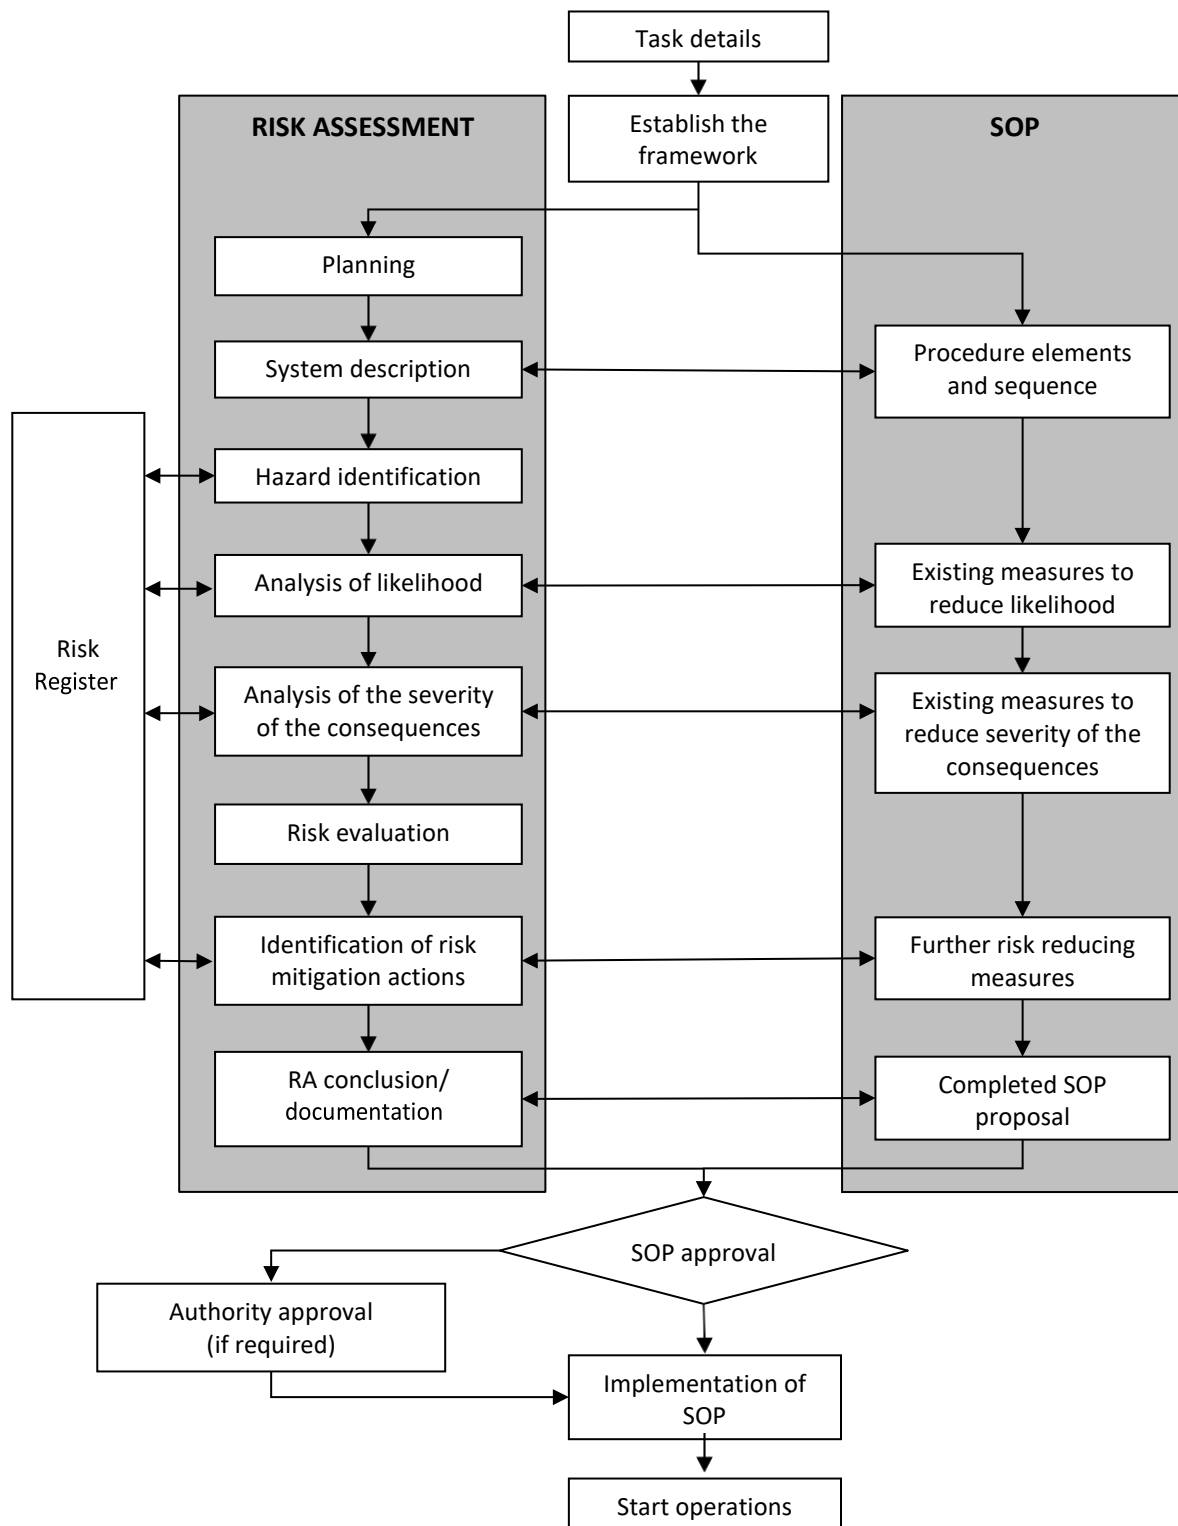 Task details
RISK ASSESSMENT
Establish the
framework
SOP
Planning
System description
Procedure elements
and sequence
Hazard identification
Analysis of likelihood
Existing measures to
reduce likelihood
Risk
Register
Analysis of the severity
of the consequences
Existing measures to
reduce severity of the
consequences
Risk evaluation
Identification of risk
mitigation actions
Further risk reducing
measures
RA conclusion/
documentation
Completed SOP
proposal
SOP approval
Authority approval
(if required)
Implementation of
SOP
Start operations